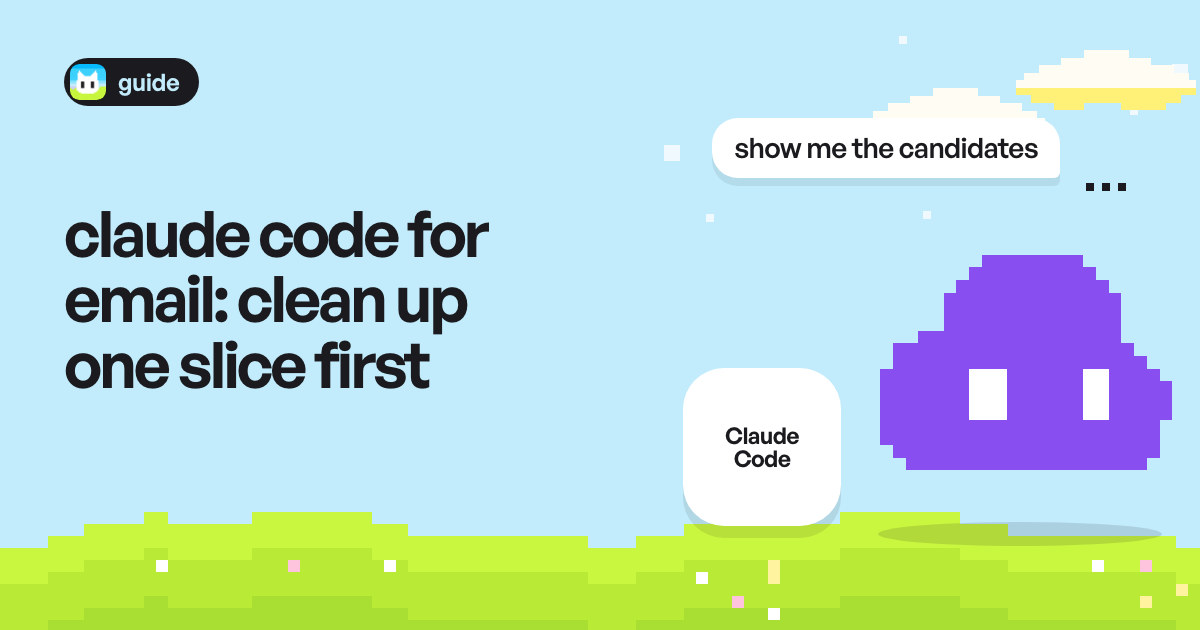 guide
claude code for
email: clean up
one slice first
show me the candidates
...
Claude
Code